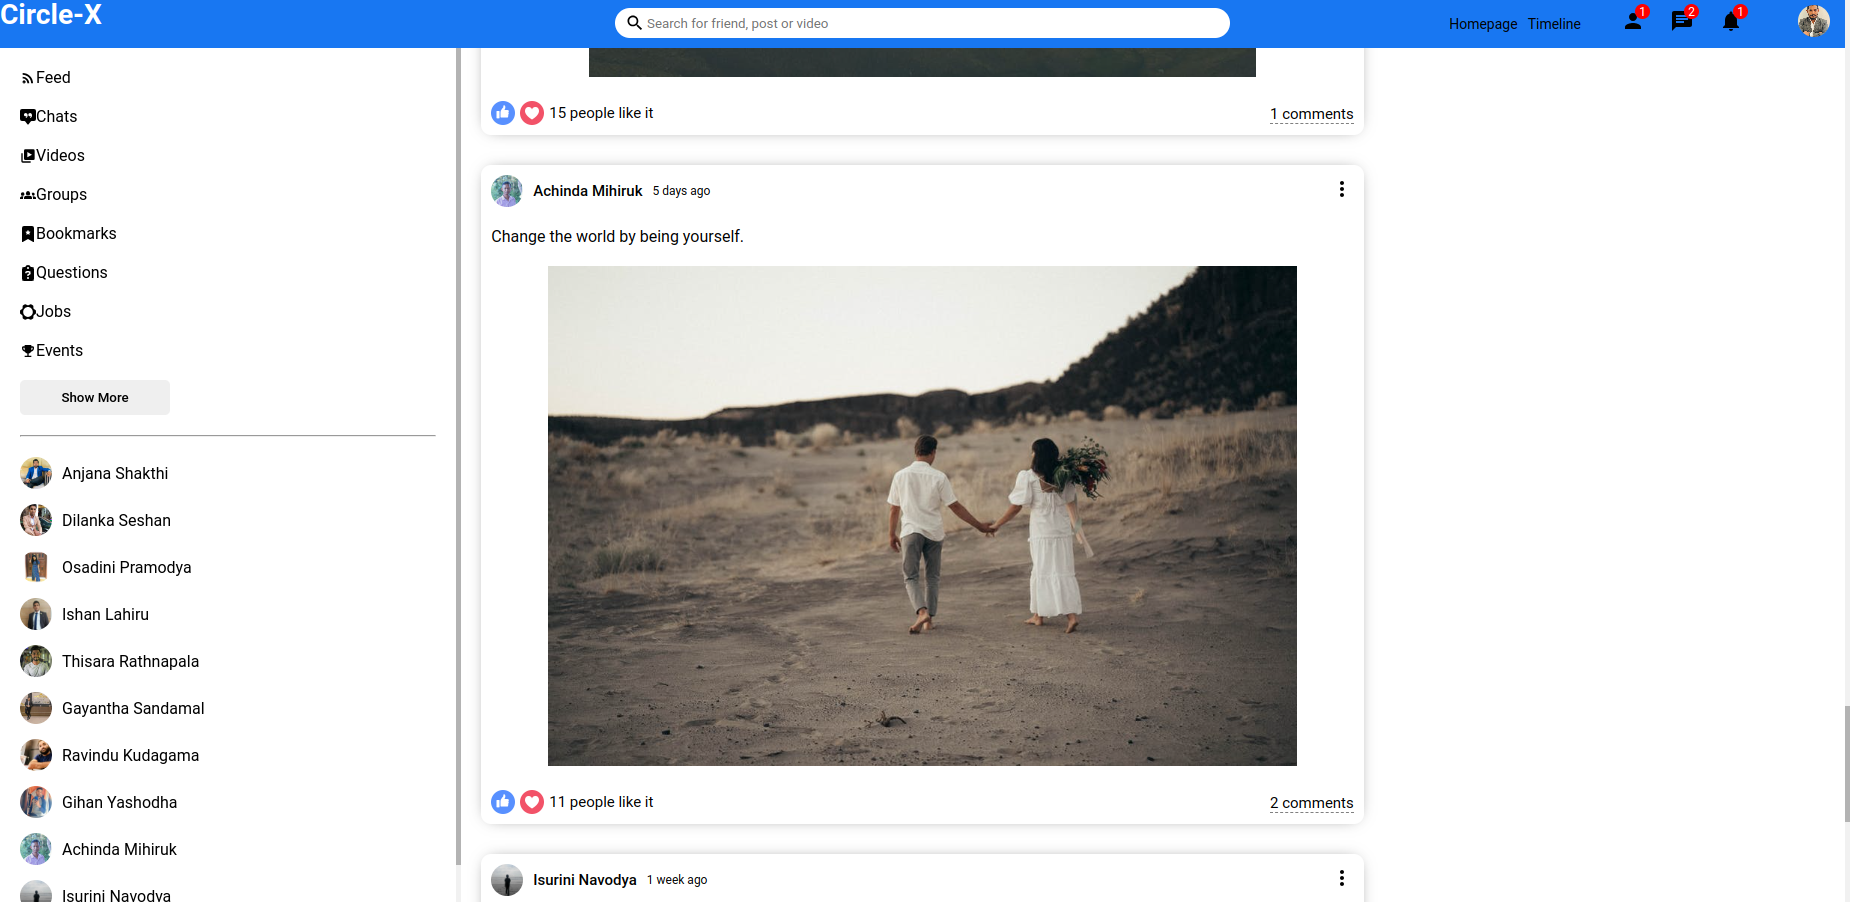 Circle-X
Search for friend, post or video
Homepage Timeline
1
2
1
Feed
Chats
Videos
Groups
Bookmarks
Questions
Jobs
Events
Show More
Anjana Shakthi
Dilanka Seshan
Osadini Pramodya
Ishan Lahiru
Thisara Rathnapala
Gayantha Sandamal
Ravindu Kudagama
Gihan Yashodha
Achinda Mihiruk
Isurini Navodya
15 people like it
1 comments
Achinda Mihiruk 5 days ago
Change the world by being yourself.
11 people like it
2 comments
Isurini Navodya 1 week ago